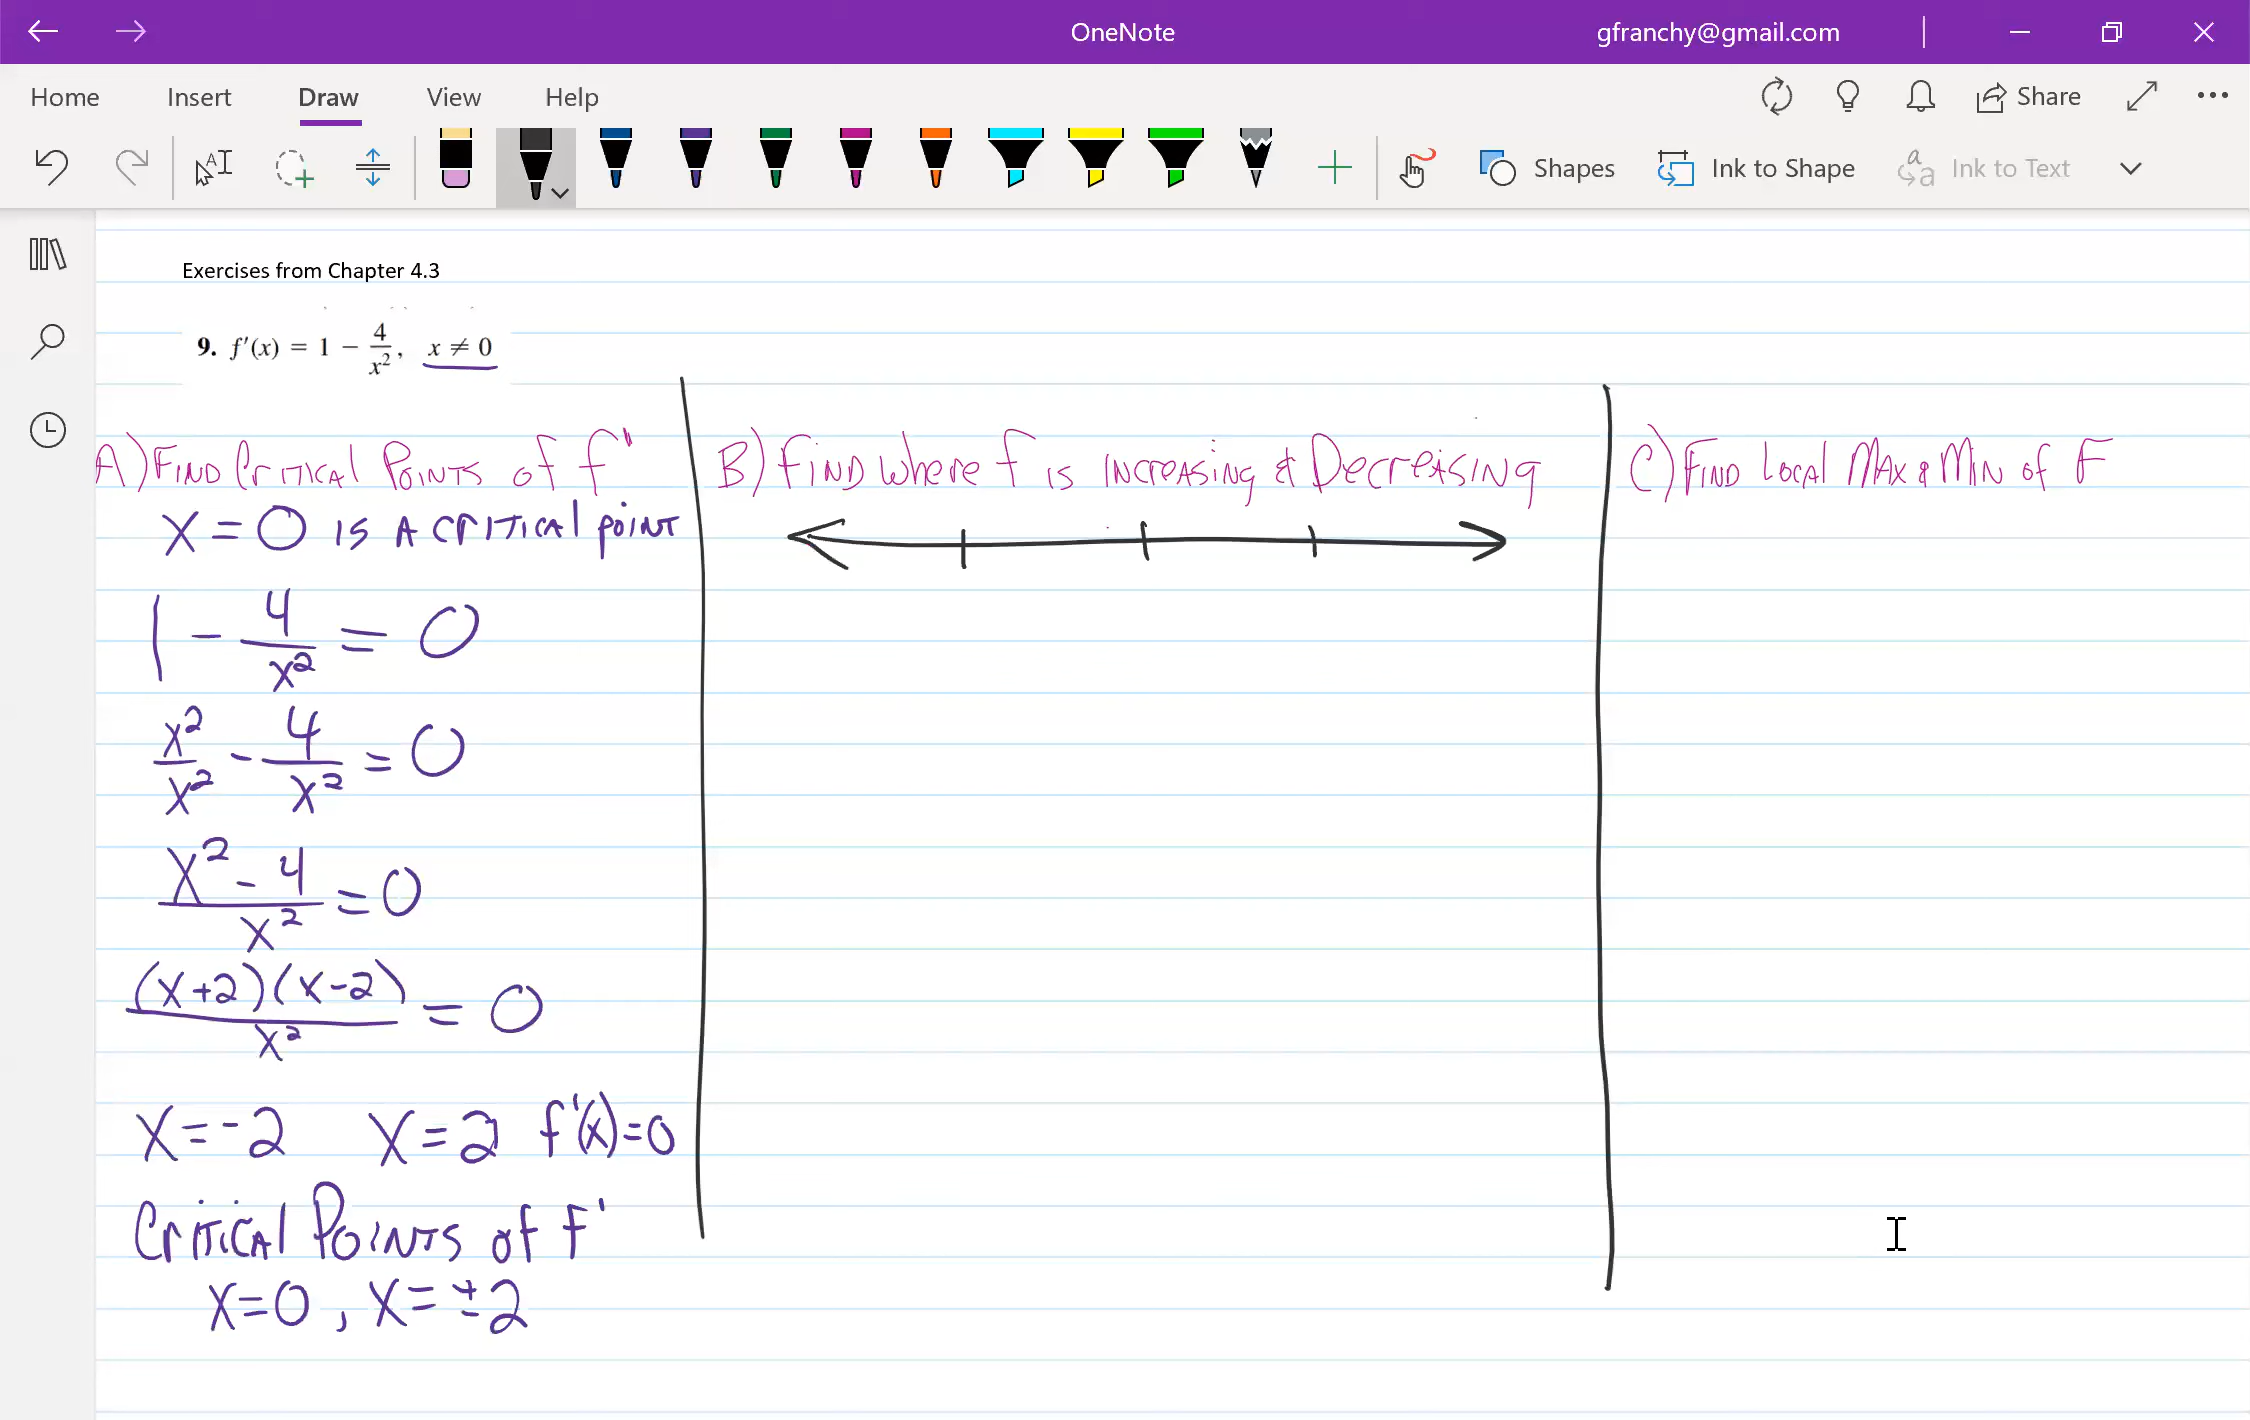 OneNote
gfranchy@gmail.com
Home Insert Draw View Help
Share
Shapes Ink to Shape Ink to Text
Exercises from Chapter 4.3
9. f'(x) = 1 − 4/x², x ≠ 0
A) FIND CRITICAL POINTS of f'
x = 0 IS A CRITICAL POINT
1 - 4/x² = 0
x²/x² - 4/x² = 0
x² - 4/x² = 0
(x+2)(x-2)/x² = 0
x = -2 x = 2 f'(x) = 0
CRITICAL POINTS of f'
x = 0, x = ±2
B) FIND where f is INCREASING & DECREASING
C) FIND Local MAX & MIN of F